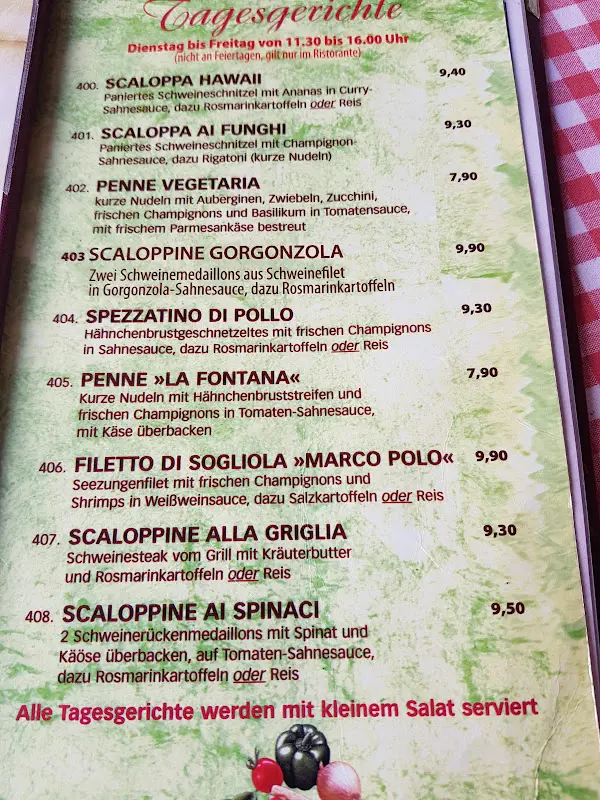 Tagesgerichte
Dienstag bis Freitag von 11.30 bis 16.00 Uhr
(nicht an Feiertagen, gilt nur im Ristorante)
400. SCALOPPA HAWAII 9,40
Paniertes Schweineschnitzel mit Ananas in Curry-
Sahnesauce, dazu Rosmarinkartoffeln oder Reis
401. SCALOPPA AI FUNGHI 9,30
Paniertes Schweineschnitzel mit Champignon-
Sahnesauce, dazu Rigatoni (kurze Nudeln)
402. PENNE VEGETARIA 7,90
kurze Nudeln mit Auberginen, Zwiebeln, Zucchini,
frischen Champignons und Basilikum in Tomatensauce,
mit frischem Parmesankäse bestreut
403 SCALOPPINE GORGONZOLA 9,90
Zwei Schweinemedaillons aus Schweinefilet
in Gorgonzola-Sahnesauce, dazu Rosmarinkartoffeln
404. SPEZZATINO DI POLLO 9,30
Hähnchenbrustgeschnetzeltes mit frischen Champignons
in Sahnesauce, dazu Rosmarinkartoffeln oder Reis
405. PENNE »LA FONTANA« 7,90
Kurze Nudeln mit Hähnchenbruststreifen und
frischen Champignons in Tomaten-Sahnesauce,
mit Käse überbacken
406. FILETTO DI SOGLIOLA »MARCO POLO« 9,90
Seezungenfilet mit frischen Champignons und
Shrimps in Weißweinsauce, dazu Salzkartoffeln oder Reis
407. SCALOPPINE ALLA GRIGLIA 9,30
Schweinesteak vom Grill mit Kräuterbutter
und Rosmarinkartoffeln oder Reis
408. SCALOPPINE AI SPINACI 9,50
2 Schweinerückenmedaillons mit Spinat und
Käöse überbacken, auf Tomaten-Sahnesauce,
dazu Rosmarinkartoffeln oder Reis
Alle Tagesgerichte werden mit kleinem Salat serviert